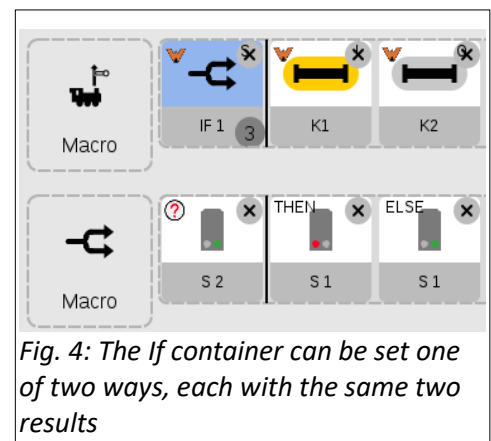 S
IF 1
3
K1
K2
Macro
?
THEN
ELSE
S 2
S 1
S 1
Macro
Fig. 4: The If container can be set one
of two ways, each with the same two
results